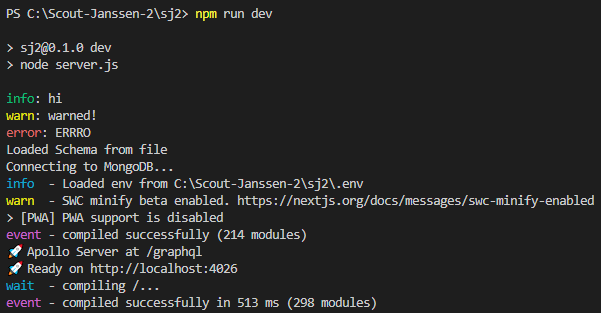 PS C:\Scout-Janssen-2\sj2> npm run dev
> sj2@0.1.0 dev
> node server.js
info: hi
warn: warned!
error: ERRRO
Loaded Schema from file
Connecting to MongoDB...
info  - Loaded env from C:\Scout-Janssen-2\sj2\.env
warn  - SWC minify beta enabled. https://nextjs.org/docs/messages/swc-minify-enabled
> [PWA] PWA support is disabled
event - compiled successfully (214 modules)
🚀 Apollo Server at /graphql
🚀 Ready on http://localhost:4026
wait  - compiling /...
event - compiled successfully in 513 ms (298 modules)